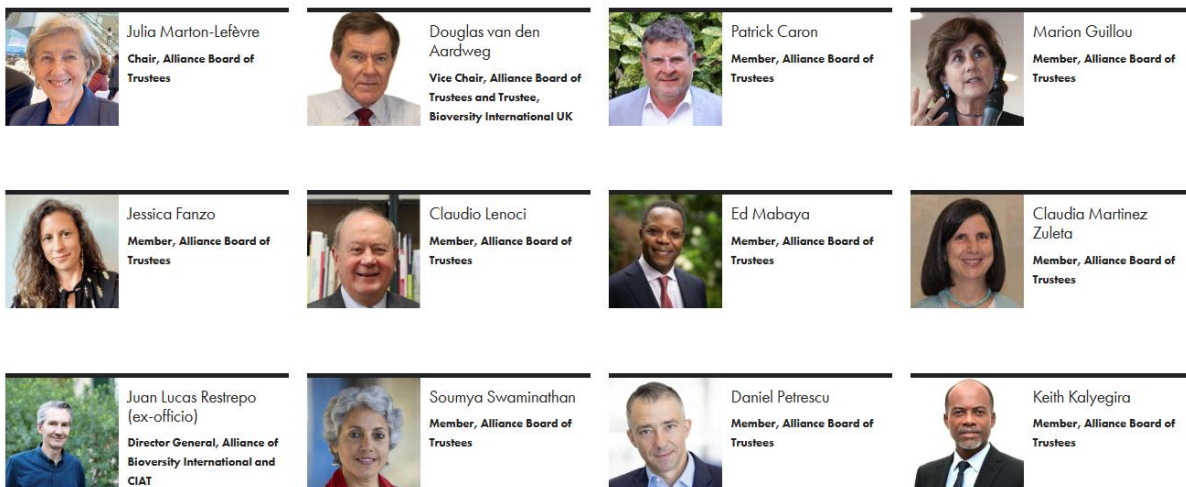 Julia Marton-Lefèvre
Chair, Alliance Board of
Trustees
Douglas van den
Aardweg
Vice Chair, Alliance Board of
Trustees and Trustee,
Bioversity International UK
Patrick Caron
Member, Alliance Board of
Trustees
Marion Guillou
Member, Alliance Board of
Trustees
Jessica Fanzo
Member, Alliance Board of
Trustees
Claudio Lenoci
Member, Alliance Board of
Trustees
Ed Mabaya
Member, Alliance Board of
Trustees
Claudia Martinez
Zuleta
Member, Alliance Board of
Trustees
Juan Lucas Restrepo
(ex-officio)
Director General, Alliance of
Bioversity International and
CIAT
Soumya Swaminathan
Member, Alliance Board of
Trustees
Daniel Petrescu
Member, Alliance Board of
Trustees
Keith Kalyegira
Member, Alliance Board of
Trustees